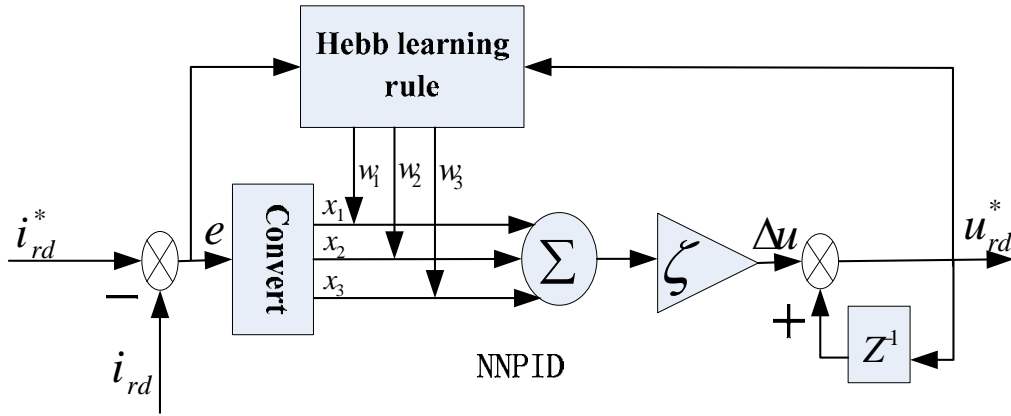 Hebb learning
rule
w1 w2 w3
i*rd
e
Convert
x1
x2
x3
Σ
ζ
Δu
u*rd
−
+
Z-1
ird
NNPID